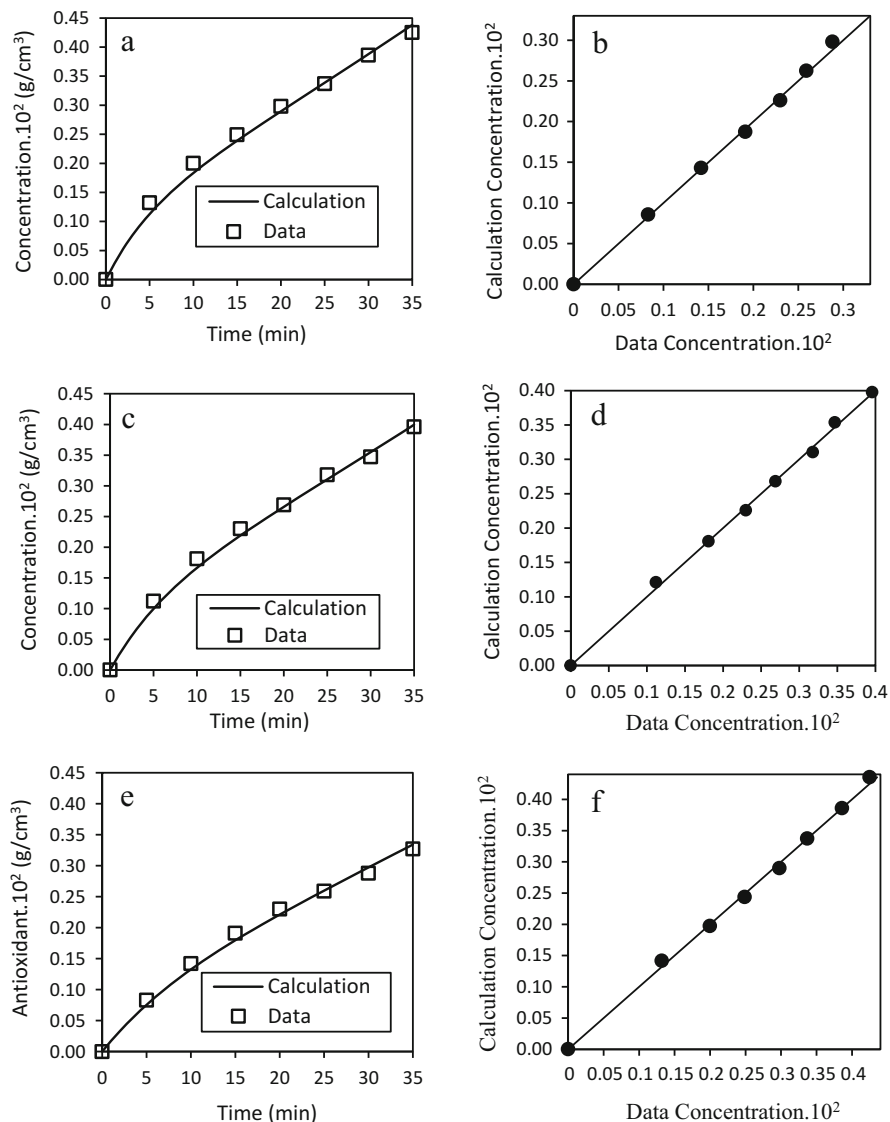 a
Concentration.10² (g/cm³)
0.45
0.40
0.35
0.30
0.25
0.20
0.15
0.10
0.05
0.00
Calculation
Data
0 5 10 15 20 25 30 35
Time (min)
b
Calculation Concentration.10²
0.30
0.25
0.20
0.15
0.10
0.05
0.00
0 0.05 0.1 0.15 0.2 0.25 0.3
Data Concentration.10²
c
Concentration.10² (g/cm³)
0.45
0.40
0.35
0.30
0.25
0.20
0.15
0.10
0.05
0.00
Calculation
Data
0 5 10 15 20 25 30 35
Time (min)
d
Calculation Concentration.10²
0.40
0.35
0.30
0.25
0.20
0.15
0.10
0.05
0.00
0 0.05 0.1 0.15 0.2 0.25 0.3 0.35 0.4
Data Concentration.10²
e
Antioxidant.10² (g/cm³)
0.45
0.40
0.35
0.30
0.25
0.20
0.15
0.10
0.05
0.00
Calculation
Data
0 5 10 15 20 25 30 35
Time (min)
f
Calculation Concentration.10²
0.40
0.35
0.30
0.25
0.20
0.15
0.10
0.05
0.00
0 0.05 0.1 0.15 0.2 0.25 0.3 0.35 0.4
Data Concentration.10²